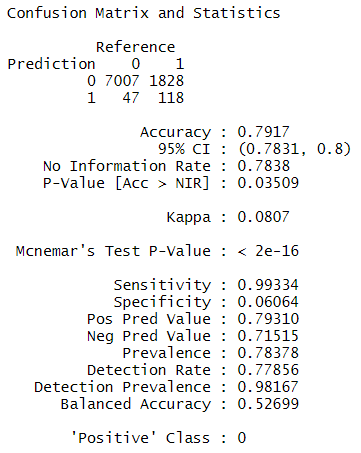 Confusion Matrix and Statistics
Reference
Prediction 0 1
0 7007 1828
1 47 118
Accuracy : 0.7917
95% CI : (0.7831, 0.8)
No Information Rate : 0.7838
P-Value [Acc > NIR] : 0.03509
Kappa : 0.0807
Mcnemar's Test P-Value : < 2e-16
Sensitivity : 0.99334
Specificity : 0.06064
Pos Pred Value : 0.79310
Neg Pred Value : 0.71515
Prevalence : 0.78378
Detection Rate : 0.77856
Detection Prevalence : 0.98167
Balanced Accuracy : 0.52699
'Positive' Class : 0